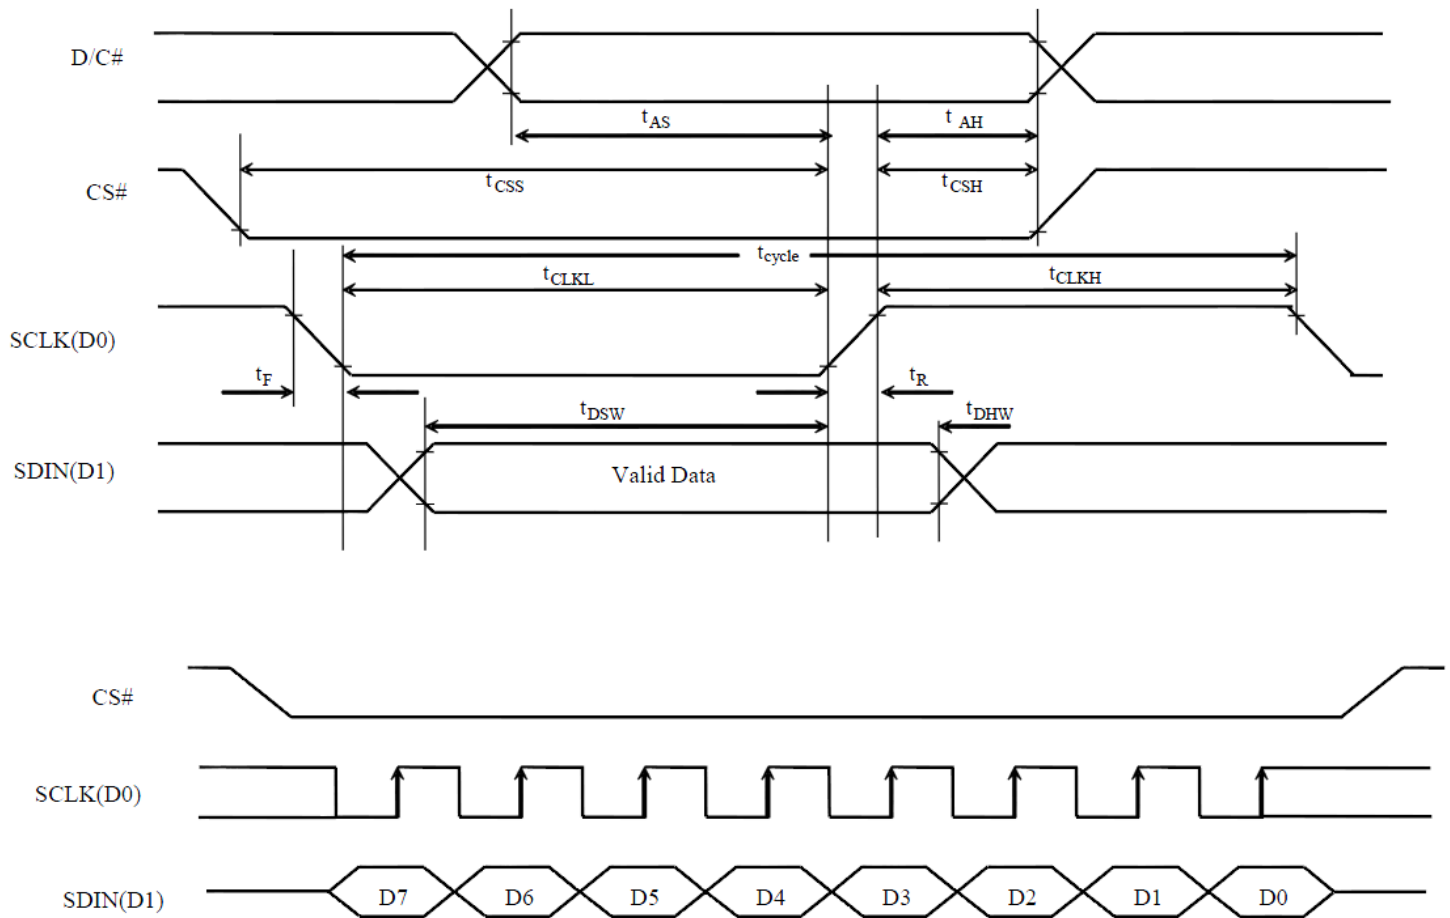 D/C#
tAS
t AH
CS#
tCSS
tCSH
tcycle
tCLKL
tCLKH
SCLK(D0)
tF
tR
tDSW
tDHW
SDIN(D1)
Valid Data
CS#
SCLK(D0)
SDIN(D1)
D7 D6 D5 D4 D3 D2 D1 D0